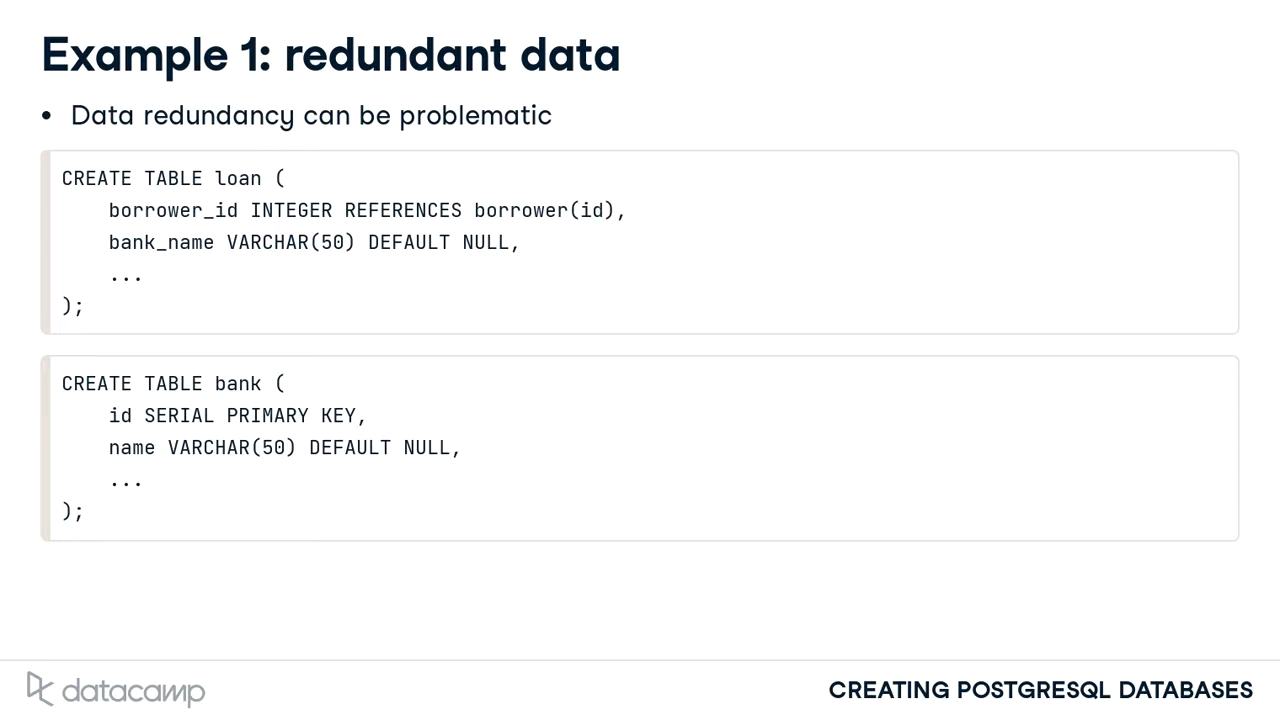 Example 1: redundant data
• Data redundancy can be problematic
CREATE TABLE loan (
    borrower_id INTEGER REFERENCES borrower(id),
    bank_name VARCHAR(50) DEFAULT NULL,
    ...
);
CREATE TABLE bank (
    id SERIAL PRIMARY KEY,
    name VARCHAR(50) DEFAULT NULL,
    ...
);
datacamp
CREATING POSTGRESQL DATABASES